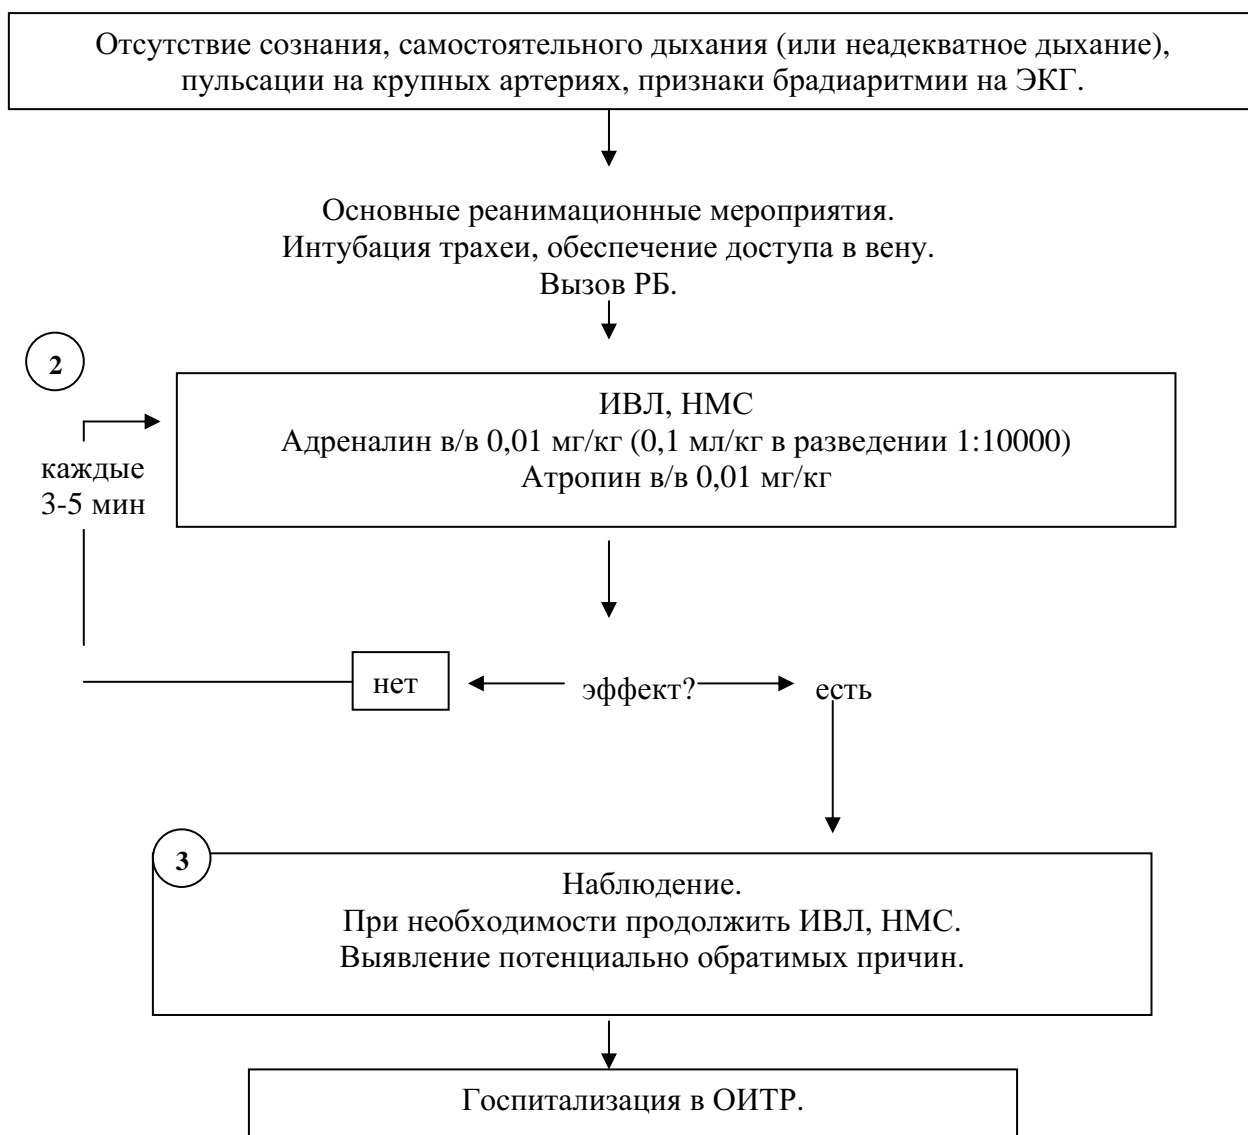 Отсутствие сознания, самостоятельного дыхания (или неадекватное дыхание),
пульсации на крупных артериях, признаки брадиаритмии на ЭКГ.
Основные реанимационные мероприятия.
Интубация трахеи, обеспечение доступа в вену.
Вызов РБ.
2
ИВЛ, НМС
Адреналин в/в 0,01 мг/кг (0,1 мл/кг в разведении 1:10000)
Атропин в/в 0,01 мг/кг
каждые
3-5 мин
нет
эффект?
есть
3
Наблюдение.
При необходимости продолжить ИВЛ, НМС.
Выявление потенциально обратимых причин.
Госпитализация в ОИТР.